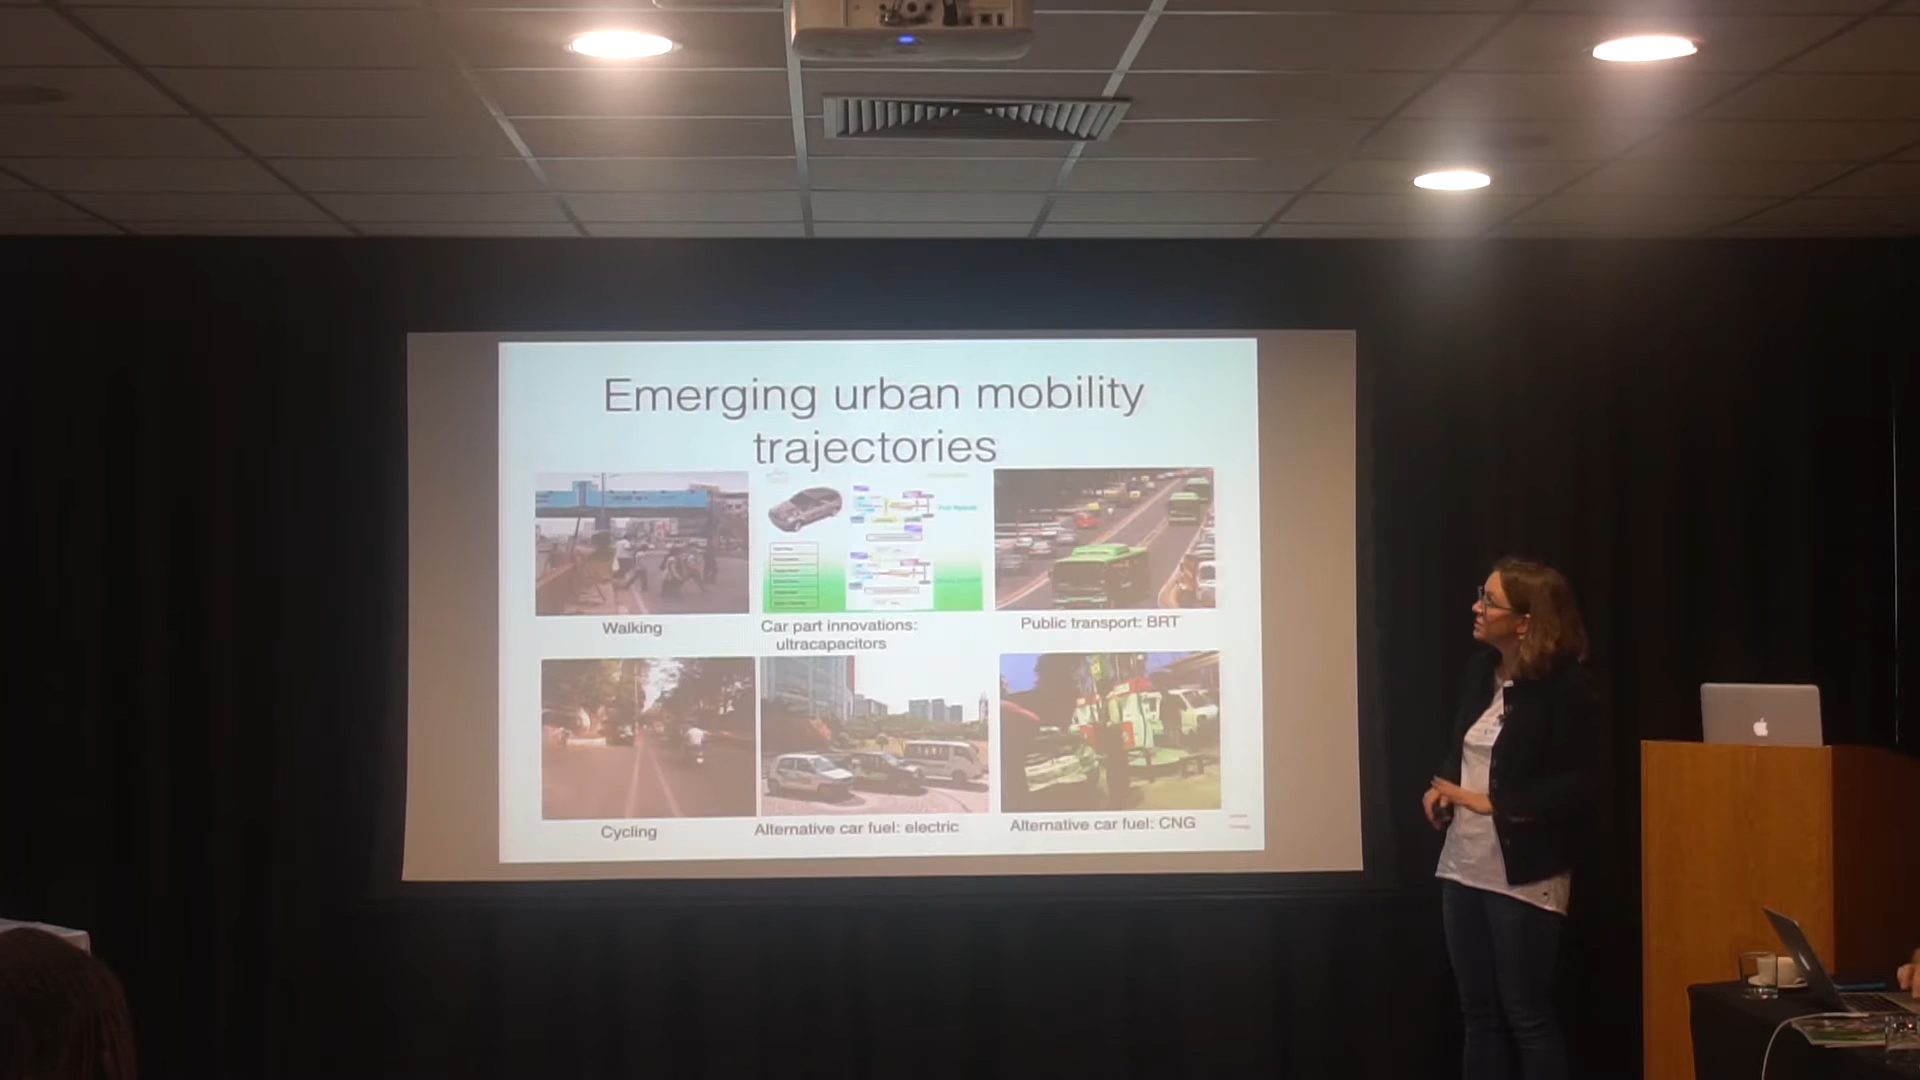 Emerging urban mobility
trajectories
Walking
Car part innovations:
ultracapacitors
Public transport: BRT
Cycling
Alternative car fuel: electric
Alternative car fuel: CNG